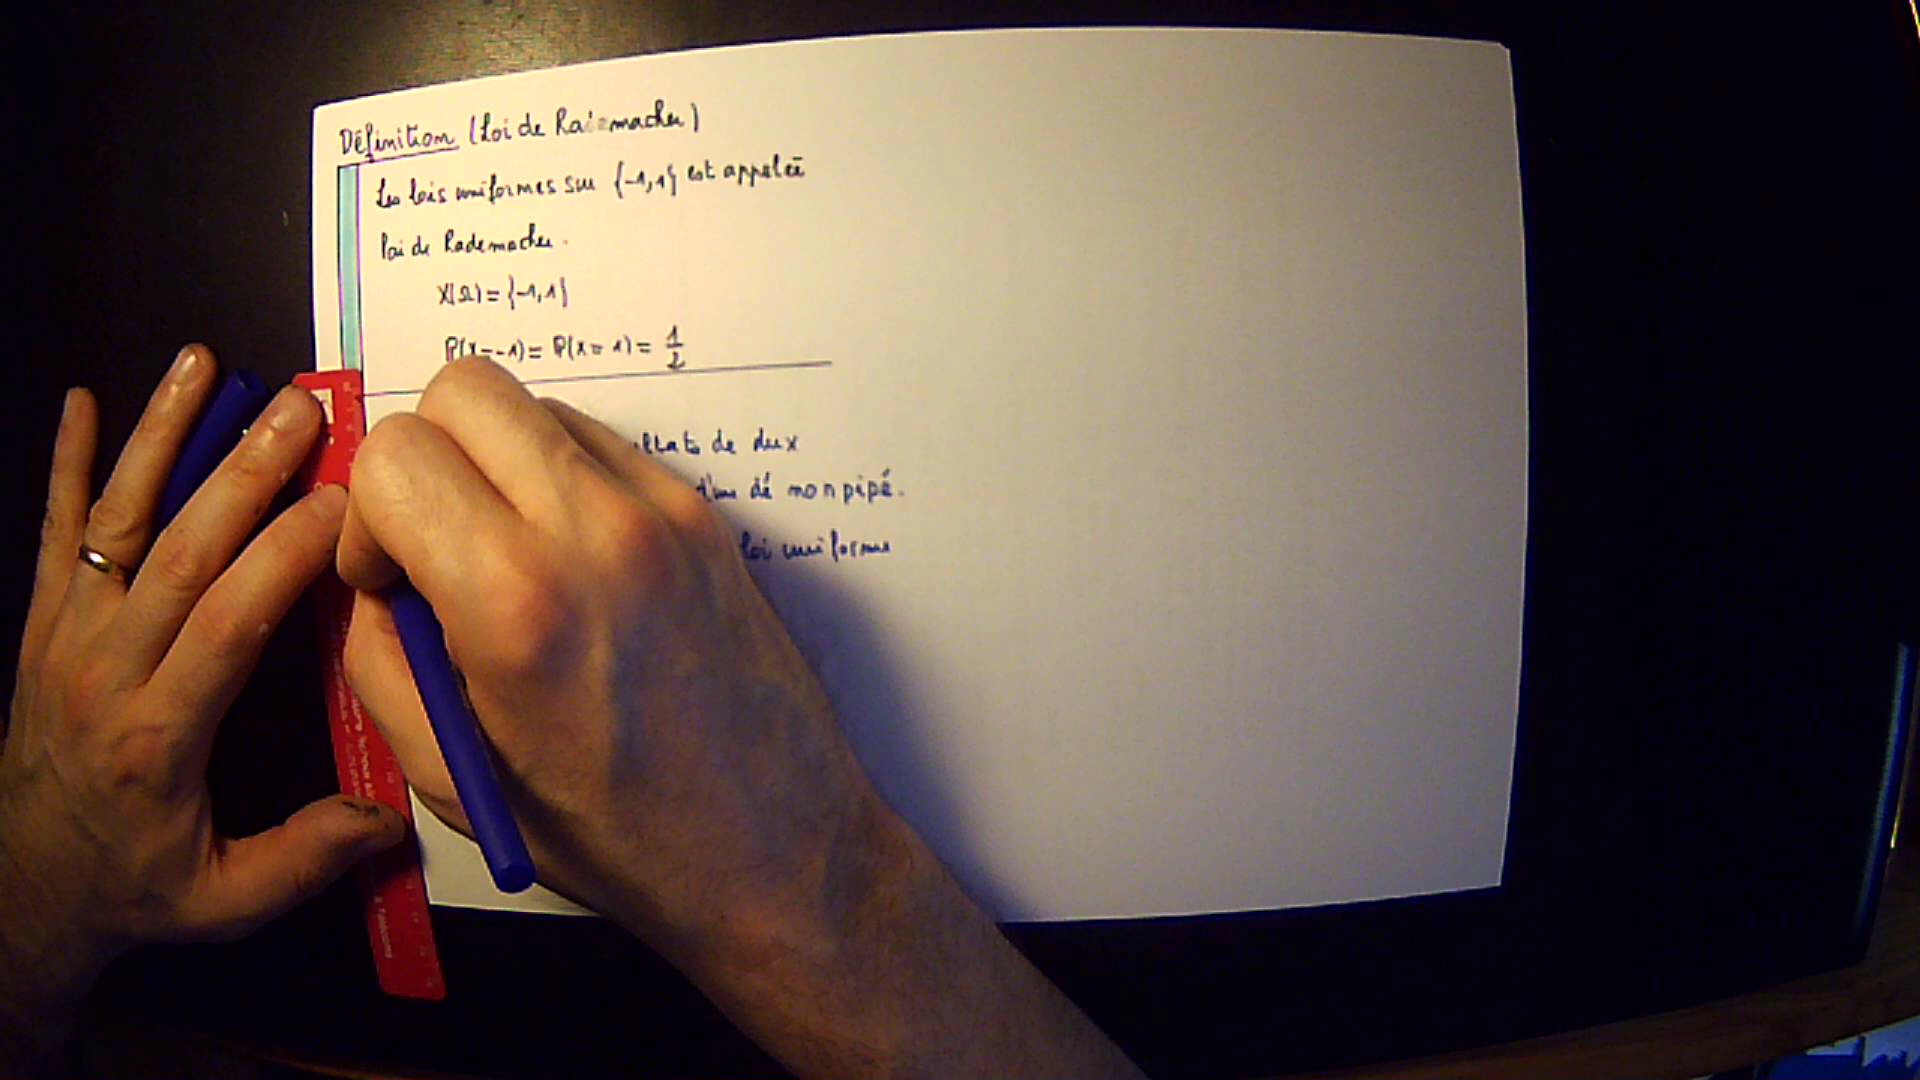 Définition (Loi de Rademacher)
Les lois uniformes sur {-1,1} est appelée
loi de Rademacher.
X(Ω) = {-1,1}
P(X=-1) = P(X=1) = 1/2
de deux
d'un dé non pipé.
loi uniforme